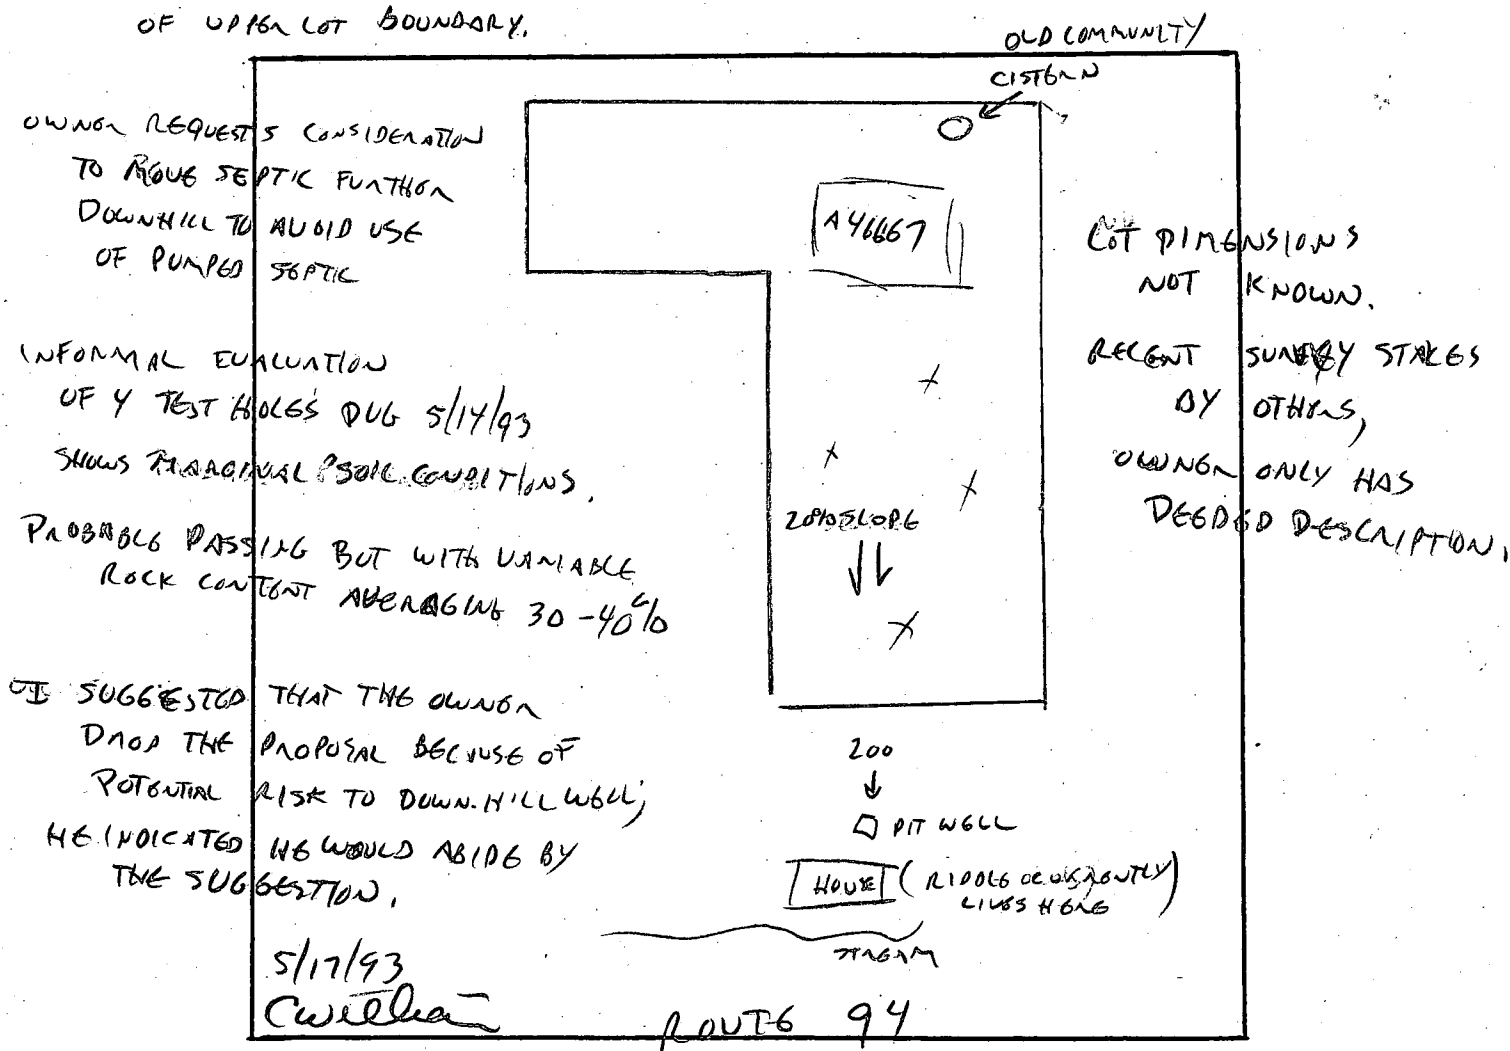 OF UPPER LOT BOUNDARY.
OLD COMMUNITY
CISTERN
OWNER REQUESTS CONSIDERATION
TO MOVE SEPTIC FURTHER
DOWNHILL TO AVOID USE
OF PUMPED SEPTIC
A46667
LOT DIMENSIONS
NOT KNOWN.
RECENT SURVEY STAKES
BY OTHERS,
OWNER ONLY HAS
DEEDED DESCRIPTION.
INFORMAL EVALUATION
OF 4 TEST HOLES DUG 5/14/93
SHOWS MARGINAL SOIL CONDITIONS.
PROBABLE PASSING BUT WITH VARIABLE
ROCK CONTENT AVERAGING 30-40%
20% SLOPE
I SUGGESTED THAT THE OWNER
DROP THE PROPOSAL BECAUSE OF
POTENTIAL RISK TO DOWN-HILL WELL;
HE INDICATED HE WOULD ABIDE BY
THE SUGGESTION.
200
PIT WELL
HOUSE (RIDDLE LIVES HERE)
STREAM
5/17/93
CWilliam
ROUTE 94